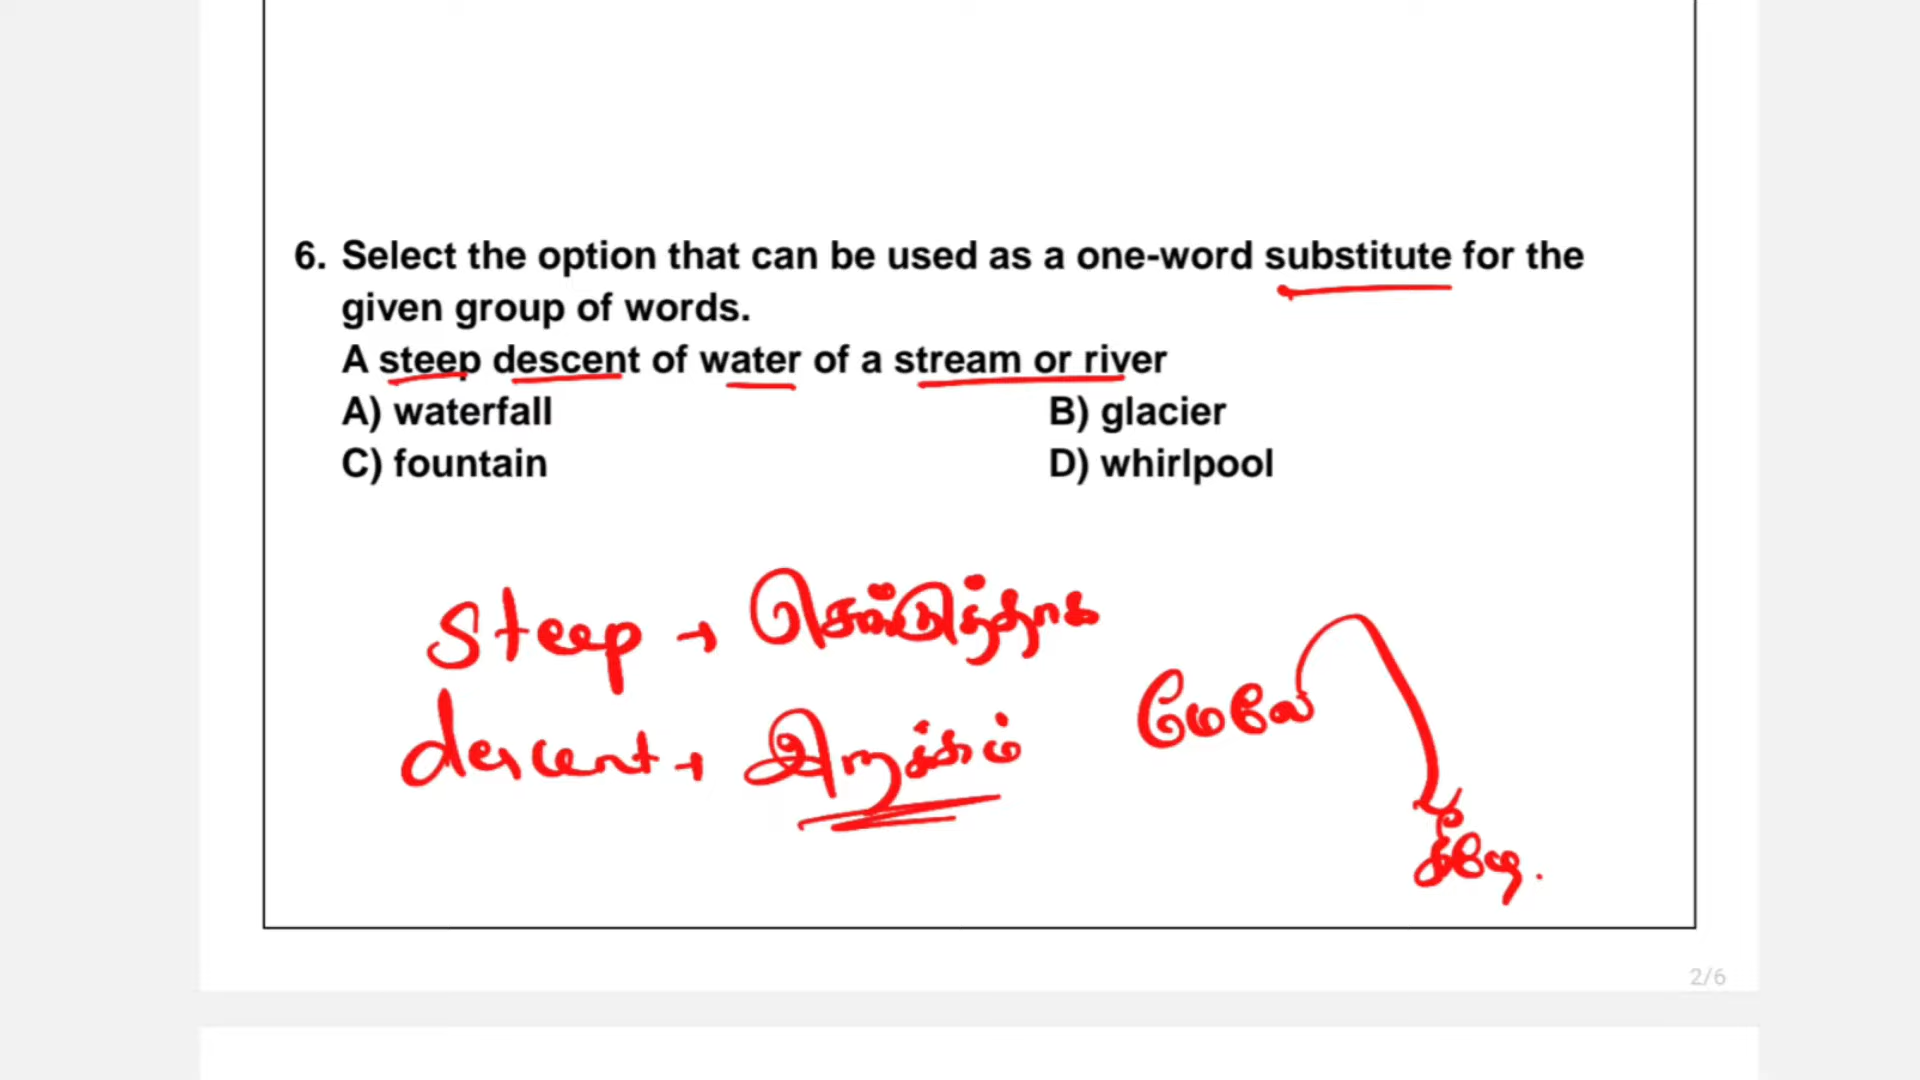 6. Select the option that can be used as a one-word substitute for the
given group of words.
A steep descent of water of a stream or river
A) waterfall B) glacier
C) fountain D) whirlpool
Steep → செங்குத்தாக
descent → இறக்கம்
மேலே
கீழே.
2/6